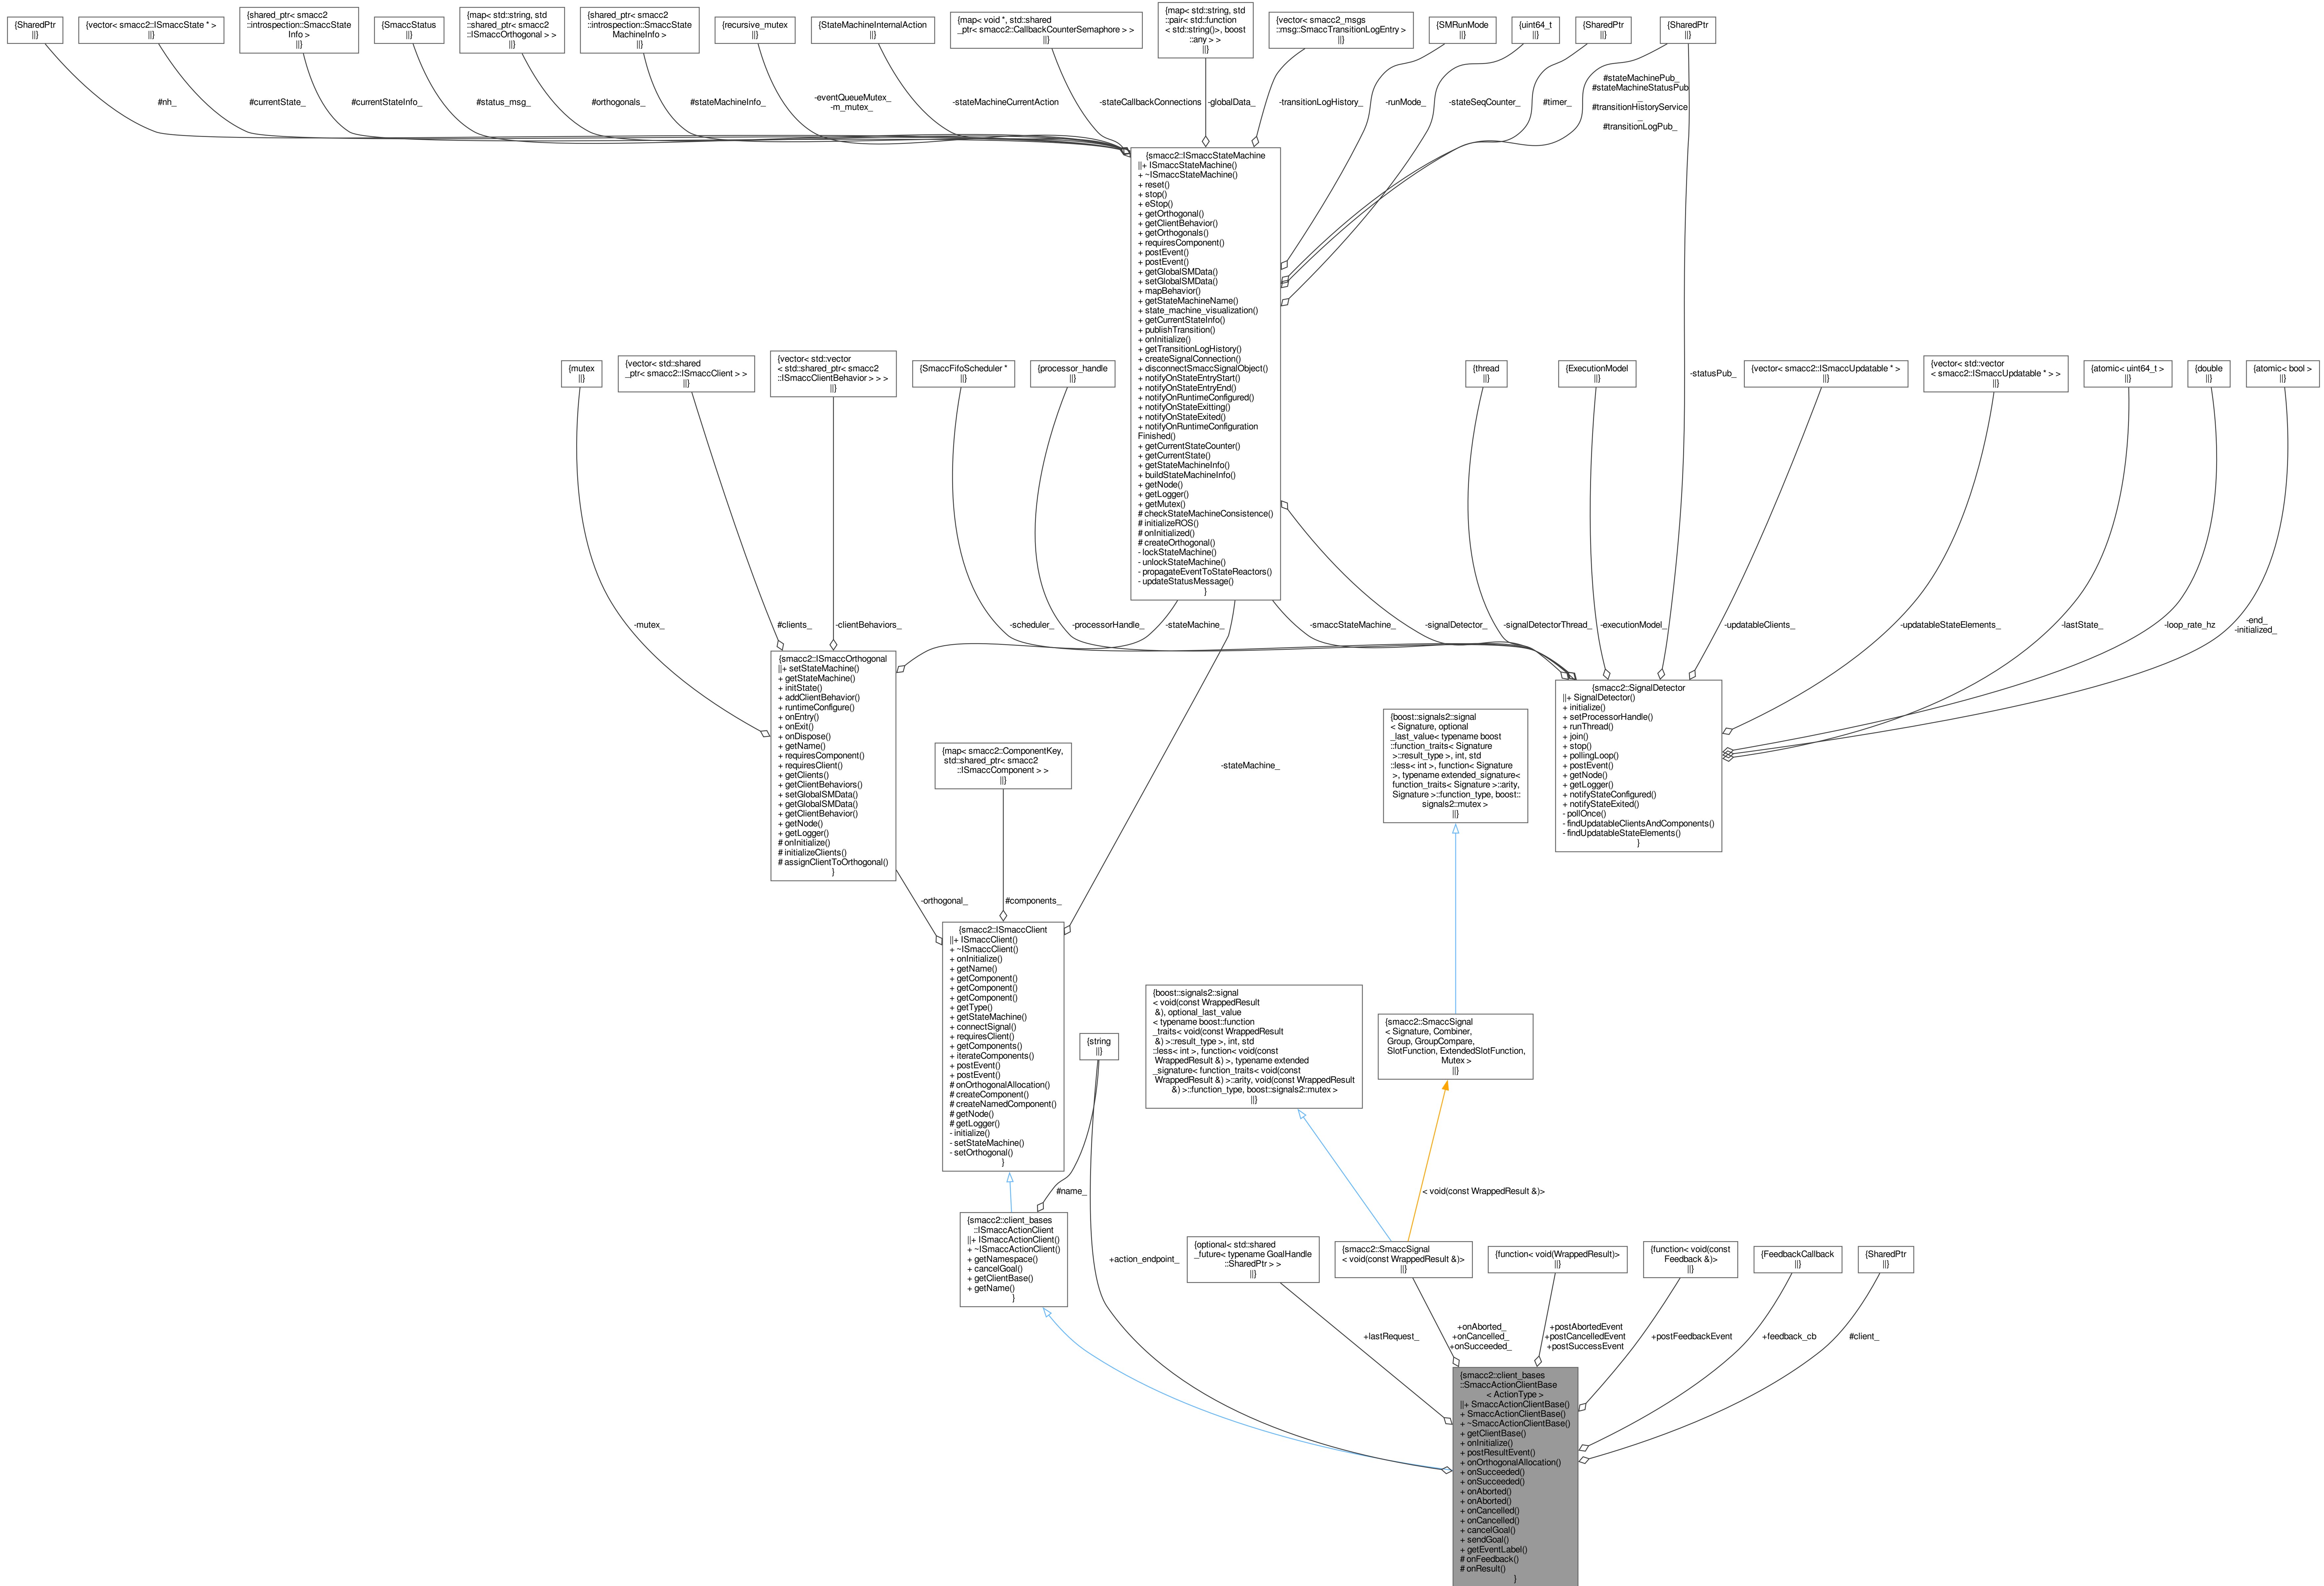 {SharedPtr
||}
{vector< smacc2::ISmaccState * >
||}
{shared_ptr< smacc2
::introspection::SmaccState
Info >
||}
{SmaccStatus
||}
{map< std::string, std
::shared_ptr< smacc2
::ISmaccOrthogonal > >
||}
{shared_ptr< smacc2
::introspection::SmaccState
MachineInfo >
||}
{recursive_mutex
||}
{StateMachineInternalAction
||}
{map< void *, std::shared
_ptr< smacc2::CallbackCounterSemaphore > >
||}
{map< std::string, std
::pair< std::function
< std::string()>, boost
::any > >
||}
{vector< smacc2_msgs
::msg::SmaccTransitionLogEntry >
||}
{SMRunMode
||}
{uint64_t
||}
{SharedPtr
||}
{SharedPtr
||}
#nh_
#currentState_
#currentStateInfo_
#status_msg_
#orthogonals_
#stateMachineInfo_
-eventQueueMutex_
-m_mutex_
-stateMachineCurrentAction
-stateCallbackConnections
-globalData_
-transitionLogHistory_
-runMode_
-stateSeqCounter_
#timer_
#stateMachinePub_
#stateMachineStatusPub
_
#transitionHistoryService
_
#transitionLogPub_
{smacc2::ISmaccStateMachine
||+ ISmaccStateMachine()
+ ~ISmaccStateMachine()
+ reset()
+ stop()
+ eStop()
+ getOrthogonal()
+ getClientBehavior()
+ getOrthogonals()
+ requiresComponent()
+ postEvent()
+ postEvent()
+ getGlobalSMData()
+ setGlobalSMData()
+ mapBehavior()
+ getStateMachineName()
+ state_machine_visualization()
+ getCurrentStateInfo()
+ publishTransition()
+ onInitialize()
+ getTransitionLogHistory()
+ createSignalConnection()
+ disconnectSmaccSignalObject()
+ notifyOnStateEntryStart()
+ notifyOnStateEntryEnd()
+ notifyOnRuntimeConfigured()
+ notifyOnStateExitting()
+ notifyOnStateExited()
+ notifyOnRuntimeConfiguration
Finished()
+ getCurrentStateCounter()
+ getCurrentState()
+ getStateMachineInfo()
+ buildStateMachineInfo()
+ getNode()
+ getLogger()
+ getMutex()
# checkStateMachineConsistence()
# initializeROS()
# onInitialized()
# createOrthogonal()
- lockStateMachine()
- unlockStateMachine()
- propagateEventToStateReactors()
- updateStatusMessage()
}
{mutex
||}
{vector< std::shared
_ptr< smacc2::ISmaccClient > >
||}
{vector< std::vector
< std::shared_ptr< smacc2
::ISmaccClientBehavior > > >
||}
{SmaccFifoScheduler *
||}
{processor_handle
||}
{thread
||}
{ExecutionModel
||}
-statusPub_
{vector< smacc2::ISmaccUpdatable * >
||}
{vector< std::vector
< smacc2::ISmaccUpdatable * > >
||}
{atomic< uint64_t >
||}
{double
||}
{atomic< bool >
||}
-mutex_
#clients_
-clientBehaviors_
-scheduler_
-processorHandle_
-stateMachine_
-smaccStateMachine_
-signalDetector_
-signalDetectorThread_
-executionModel_
-updatableClients_
-updatableStateElements_
-lastState_
-loop_rate_hz
-end_
-initialized_
{smacc2::ISmaccOrthogonal
||+ setStateMachine()
+ getStateMachine()
+ initState()
+ addClientBehavior()
+ runtimeConfigure()
+ onEntry()
+ onExit()
+ onDispose()
+ getName()
+ requiresComponent()
+ requiresClient()
+ getClients()
+ getClientBehaviors()
+ setGlobalSMData()
+ getGlobalSMData()
+ getClientBehavior()
+ getNode()
+ getLogger()
# onInitialize()
# initializeClients()
# assignClientToOrthogonal()
}
{smacc2::SignalDetector
||+ SignalDetector()
+ initialize()
+ setProcessorHandle()
+ runThread()
+ join()
+ stop()
+ pollingLoop()
+ postEvent()
+ getNode()
+ getLogger()
+ notifyStateConfigured()
+ notifyStateExited()
- pollOnce()
- findUpdatableClientsAndComponents()
- findUpdatableStateElements()
}
{boost::signals2::signal
< Signature, optional
_last_value< typename boost
::function_traits< Signature
>::result_type >, int, std
::less< int >, function< Signature
>, typename extended_signature<
function_traits< Signature >::arity,
Signature >::function_type, boost::
signals2::mutex >
||}
{map< smacc2::ComponentKey,
std::shared_ptr< smacc2
::ISmaccComponent > >
||}
-stateMachine_
-orthogonal_
#components_
{smacc2::ISmaccClient
||+ ISmaccClient()
+ ~ISmaccClient()
+ onInitialize()
+ getName()
+ getComponent()
+ getComponent()
+ getComponent()
+ getType()
+ getStateMachine()
+ connectSignal()
+ requiresClient()
+ getComponents()
+ iterateComponents()
+ postEvent()
+ postEvent()
# onOrthogonalAllocation()
# createComponent()
# createNamedComponent()
# getNode()
# getLogger()
- initialize()
- setStateMachine()
- setOrthogonal()
}
{string
||}
{boost::signals2::signal
< void(const WrappedResult
&), optional_last_value
< typename boost::function
_traits< void(const WrappedResult
&) >::result_type >, int, std
::less< int >, function< void(const
WrappedResult &) >, typename extended
_signature< function_traits< void(const
WrappedResult &) >::arity, void(const WrappedResult
&) >::function_type, boost::signals2::mutex >
||}
{smacc2::SmaccSignal
< Signature, Combiner,
Group, GroupCompare,
SlotFunction, ExtendedSlotFunction,
Mutex >
||}
#name_
< void(const WrappedResult &)>
{smacc2::client_bases
::ISmaccActionClient
||+ ISmaccActionClient()
+ ~ISmaccActionClient()
+ getNamespace()
+ cancelGoal()
+ getClientBase()
+ getName()
}
+action_endpoint_
{optional< std::shared
_future< typename GoalHandle
::SharedPtr > >
||}
{smacc2::SmaccSignal
< void(const WrappedResult &)>
||}
{function< void(WrappedResult)>
||}
{function< void(const
Feedback &)>
||}
{FeedbackCallback
||}
{SharedPtr
||}
+lastRequest_
+onAborted_
+onCancelled_
+onSucceeded_
+postAbortedEvent
+postCancelledEvent
+postSuccessEvent
+postFeedbackEvent
+feedback_cb
#client_
{smacc2::client_bases
::SmaccActionClientBase
< ActionType >
||+ SmaccActionClientBase()
+ SmaccActionClientBase()
+ ~SmaccActionClientBase()
+ getClientBase()
+ onInitialize()
+ postResultEvent()
+ onOrthogonalAllocation()
+ onSucceeded()
+ onSucceeded()
+ onAborted()
+ onAborted()
+ onCancelled()
+ onCancelled()
+ cancelGoal()
+ sendGoal()
+ getEventLabel()
# onFeedback()
# onResult()
}